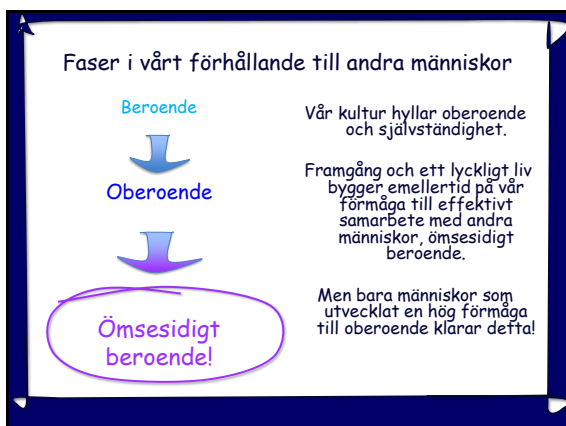 Faser i vårt förhållande till andra människor
Beroende
Oberoende
Ömsesidigt
beroende!
Vår kultur hyllar oberoende
och självständighet.
Framgång och ett lyckligt liv
bygger emellertid på vår
förmåga till effektivt
samarbete med andra
människor, ömsesidigt
beroende.
Men bara människor som
utvecklat en hög förmåga
till oberoende klarar detta!